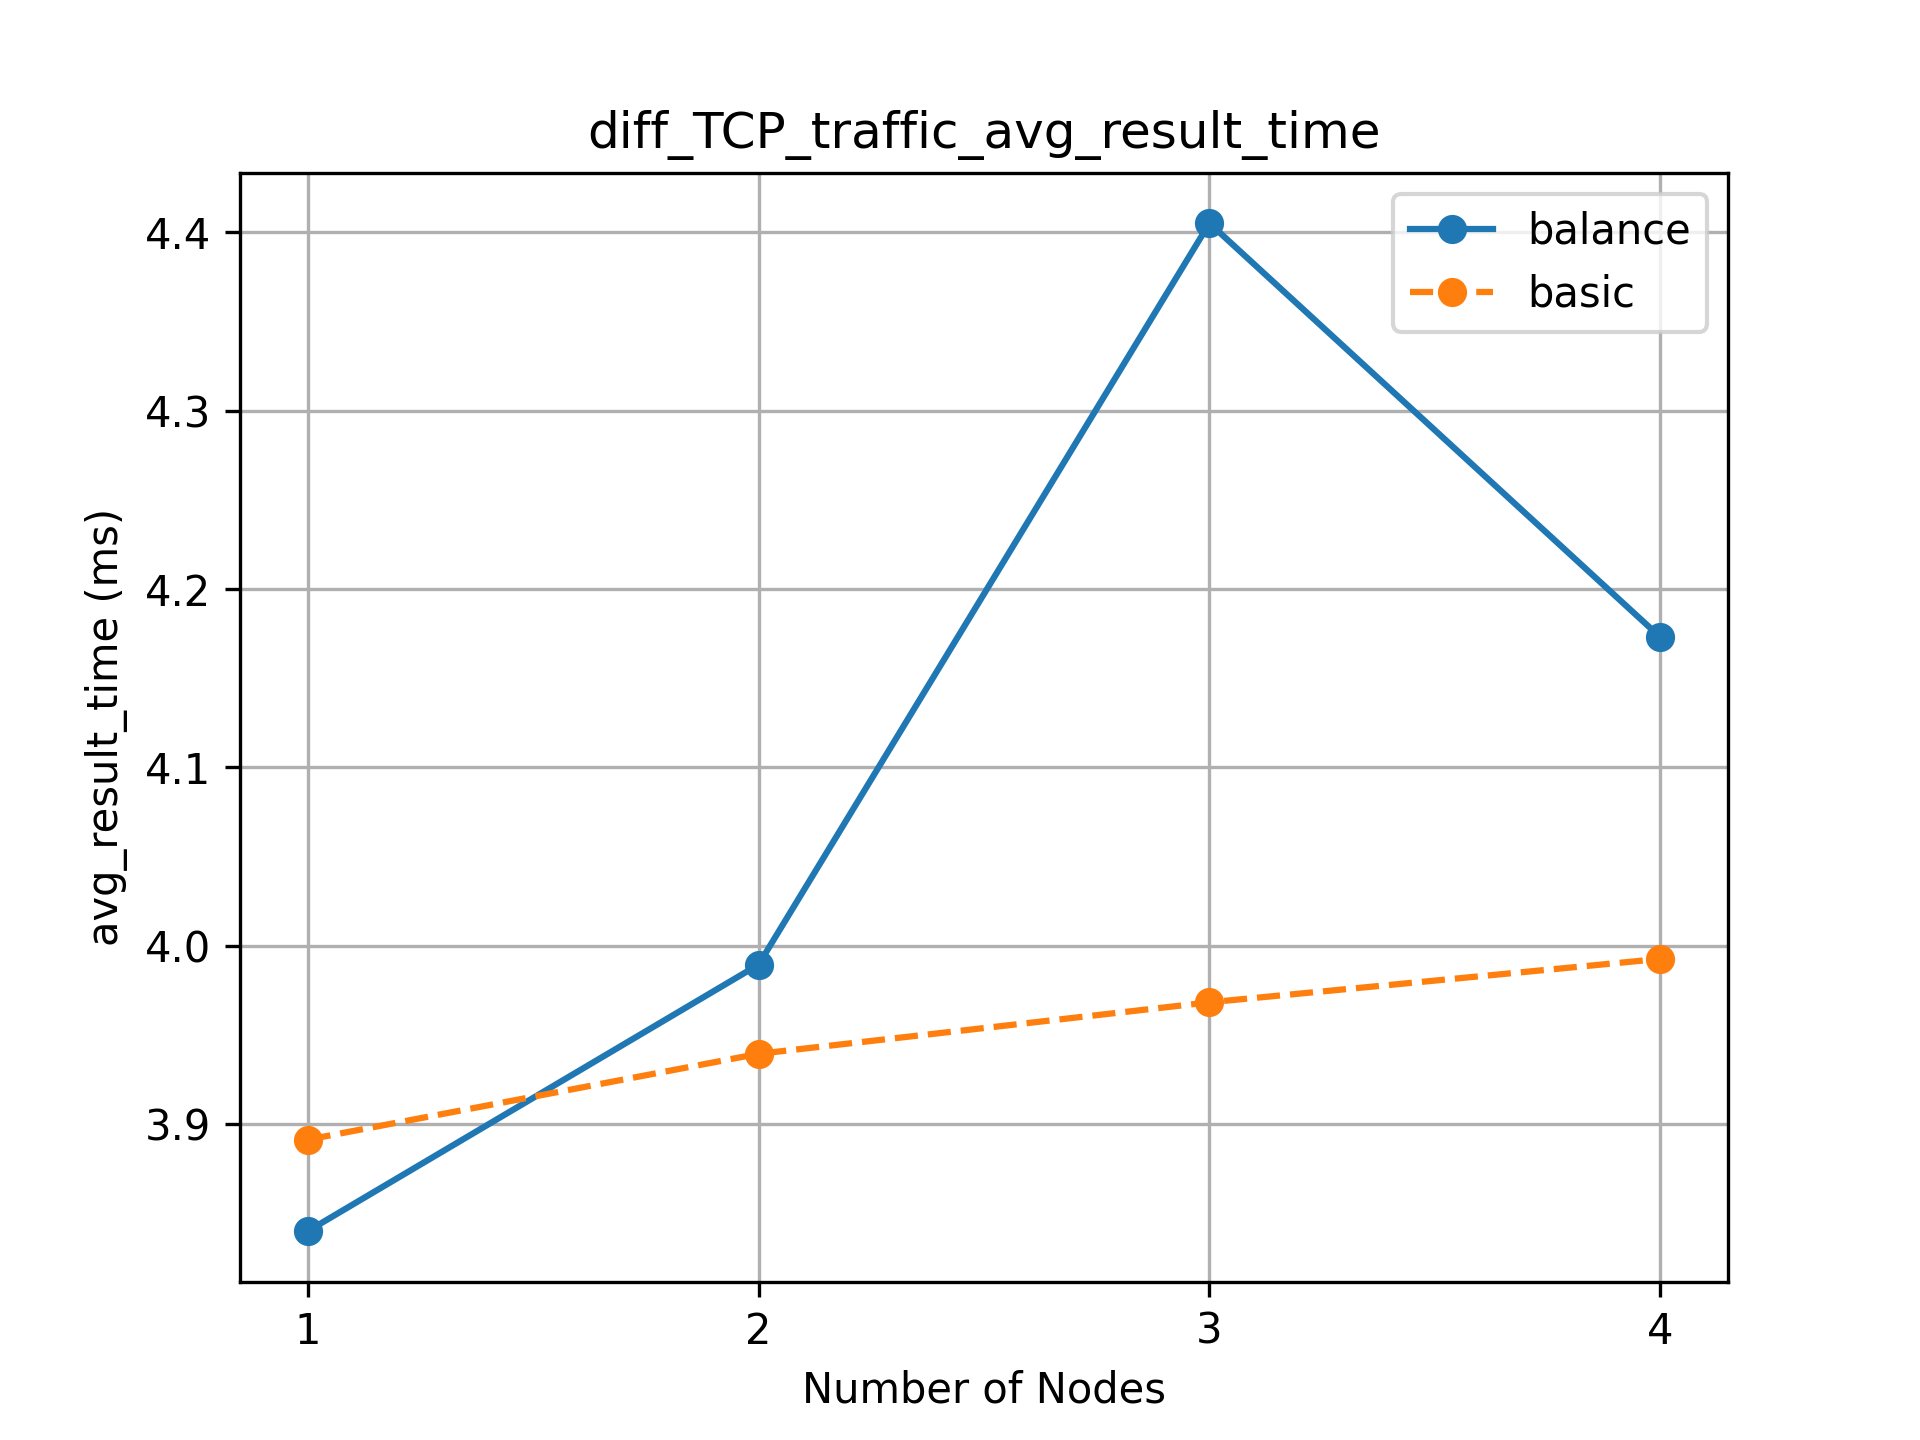 diff_TCP_traffic_avg_result_time
balance
basic
4.4
4.3
4.2
4.1
4.0
3.9
avg_result_time (ms)
1 2 3 4
Number of Nodes